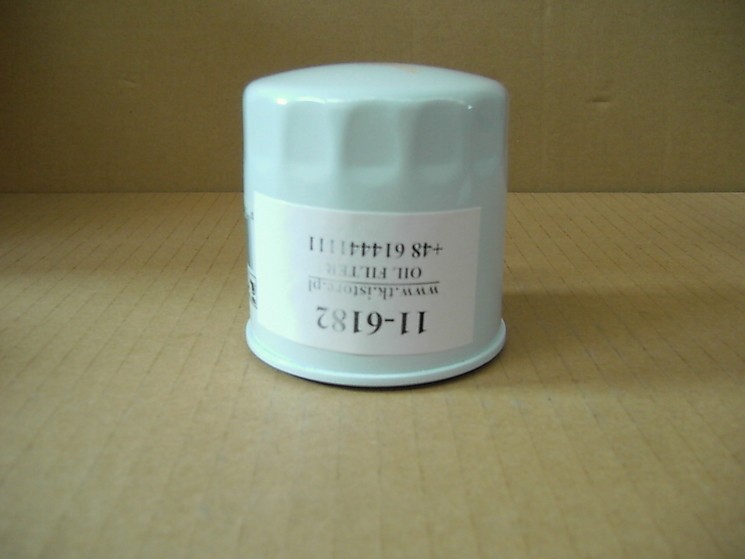 11-6182
www.tk.istore.pl
OIL FILTER
+48 614441111